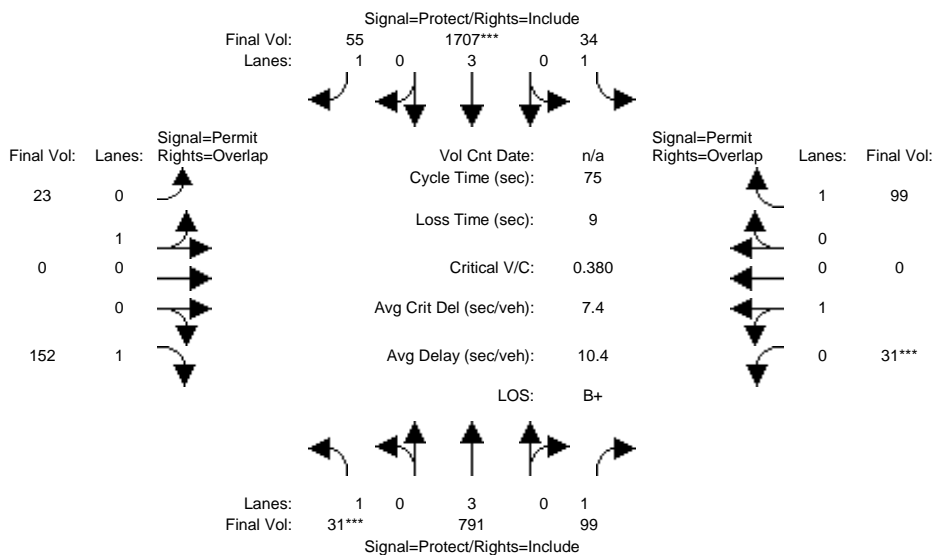 Signal=Protect/Rights=Include
Final Vol: 55 1707*** 34
Lanes: 1 0 3 0 1
Signal=Permit Signal=Permit
Final Vol: Lanes: Rights=Overlap Vol Cnt Date: n/a Rights=Overlap Lanes: Final Vol:
Cycle Time (sec): 75
23 0 1 99
Loss Time (sec): 9
1 0
0 0 Critical V/C: 0.380 0 0
0 Avg Crit Del (sec/veh): 7.4 1
152 1 Avg Delay (sec/veh): 10.4 0 31***
LOS: B+
Lanes: 1 0 3 0 1
Final Vol: 31*** 791 99
Signal=Protect/Rights=Include